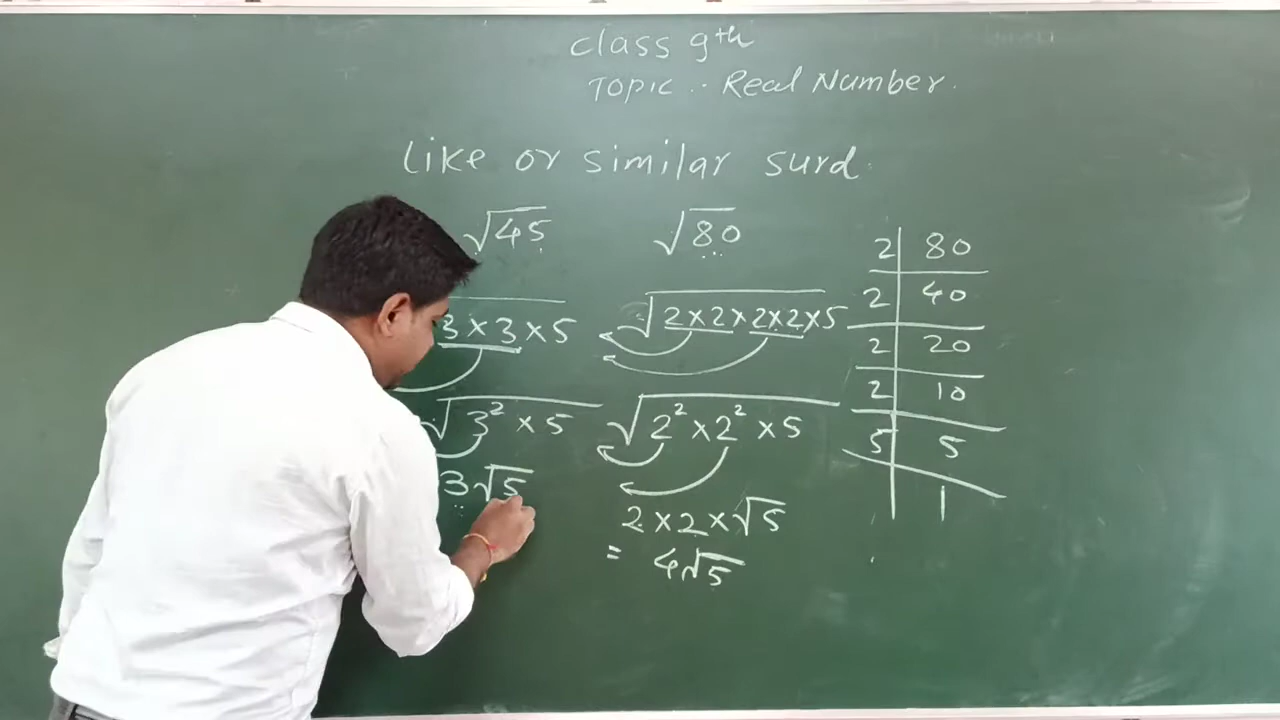 class 9th
TOPIC .. Real Number.
like or similar surd.
√45 √80
3 × 3 × 5 √2×2×2×2×5
√3² × 5 √2² × 2² × 5
3√5
2 × 2 × √5
= 4√5
2 80
2 40
2 20
2 10
5 5
1